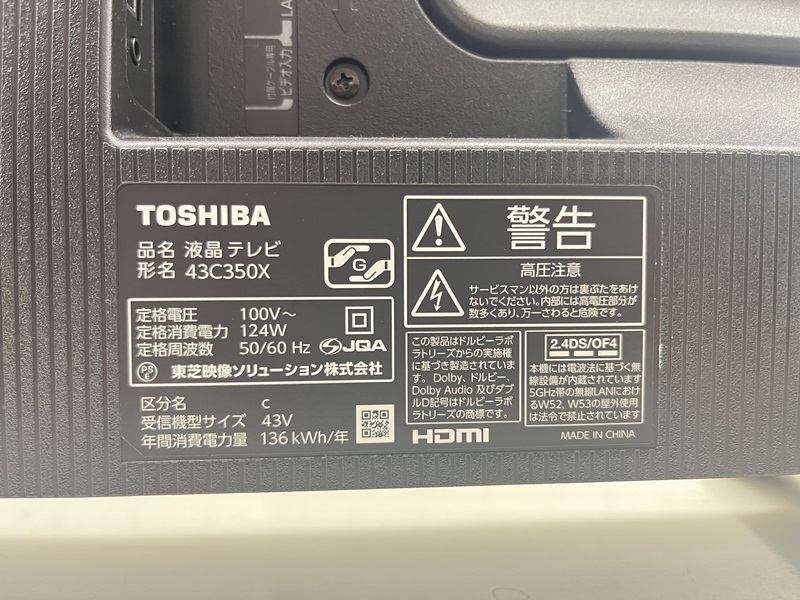 LA
ビデオ入力
TOSHIBA
品名 液晶テレビ
形名 43C350X
G
定格電圧 100V～
定格消費電力 124W
定格周波数 50/60 Hz
JQA
PS
E
東芝映像ソリューション株式会社
区分名 C
受信機型サイズ 43V
年間消費電力量 136 kWh/年
警告
高圧注意
サービスマン以外の方は裏ぶたをあけ
ないでください。内部には高電圧部分が
数多くあり、万一さわると危険です。
この製品はドルビーラボ
ラトリーズからの実施権
に基づき製造されていま
す。Dolby、ドルビー、
Dolby Audio 及びダブ
ルD記号はドルビーラボ
ラトリーズの商標です。
HDMI
2.4DS/OF4
本機には電波法に基づく無
線設備が内蔵されています
5GHz帯の無線LANにおけ
るW52、W53の屋外使用
は法令で禁止されています
MADE IN CHINA